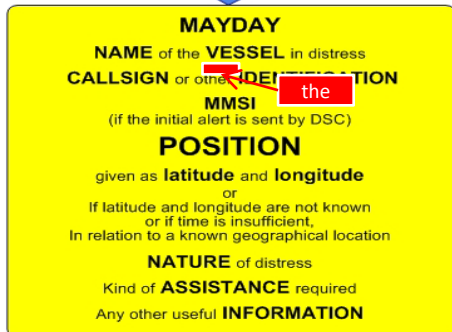 MAYDAY
NAME of the VESSEL in distress
CALLSIGN or other IDENTIFICATION
the
MMSI
(if the initial alert is sent by DSC)
POSITION
given as latitude and longitude
or
If latitude and longitude are not known
or if time is insufficient,
In relation to a known geographical location
NATURE of distress
Kind of ASSISTANCE required
Any other useful INFORMATION